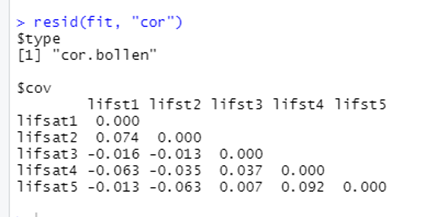 > resid(fit, "cor")
$type
[1] "cor.bollen"
$cov
lifst1 lifst2 lifst3 lifst4 lifst5
lifsat1 0.000
lifsat2 0.074 0.000
lifsat3 -0.016 -0.013 0.000
lifsat4 -0.063 -0.035 0.037 0.000
lifsat5 -0.013 -0.063 0.007 0.092 0.000